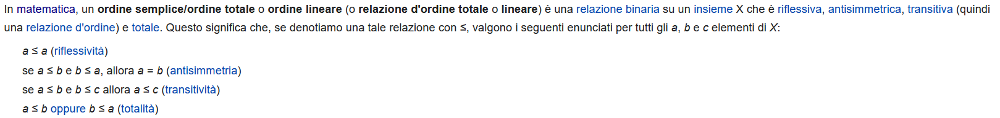 In matematica, un ordine semplice/ordine totale o ordine lineare (o relazione d'ordine totale o lineare) è una relazione binaria su un insieme X che è riflessiva, antisimmetrica, transitiva (quindi
una relazione d'ordine) e totale. Questo significa che, se denotiamo una tale relazione con ≤, valgono i seguenti enunciati per tutti gli a, b e c elementi di X:
a ≤ a (riflessività)
se a ≤ b e b ≤ a, allora a = b (antisimmetria)
se a ≤ b e b ≤ c allora a ≤ c (transitività)
a ≤ b oppure b ≤ a (totalità)